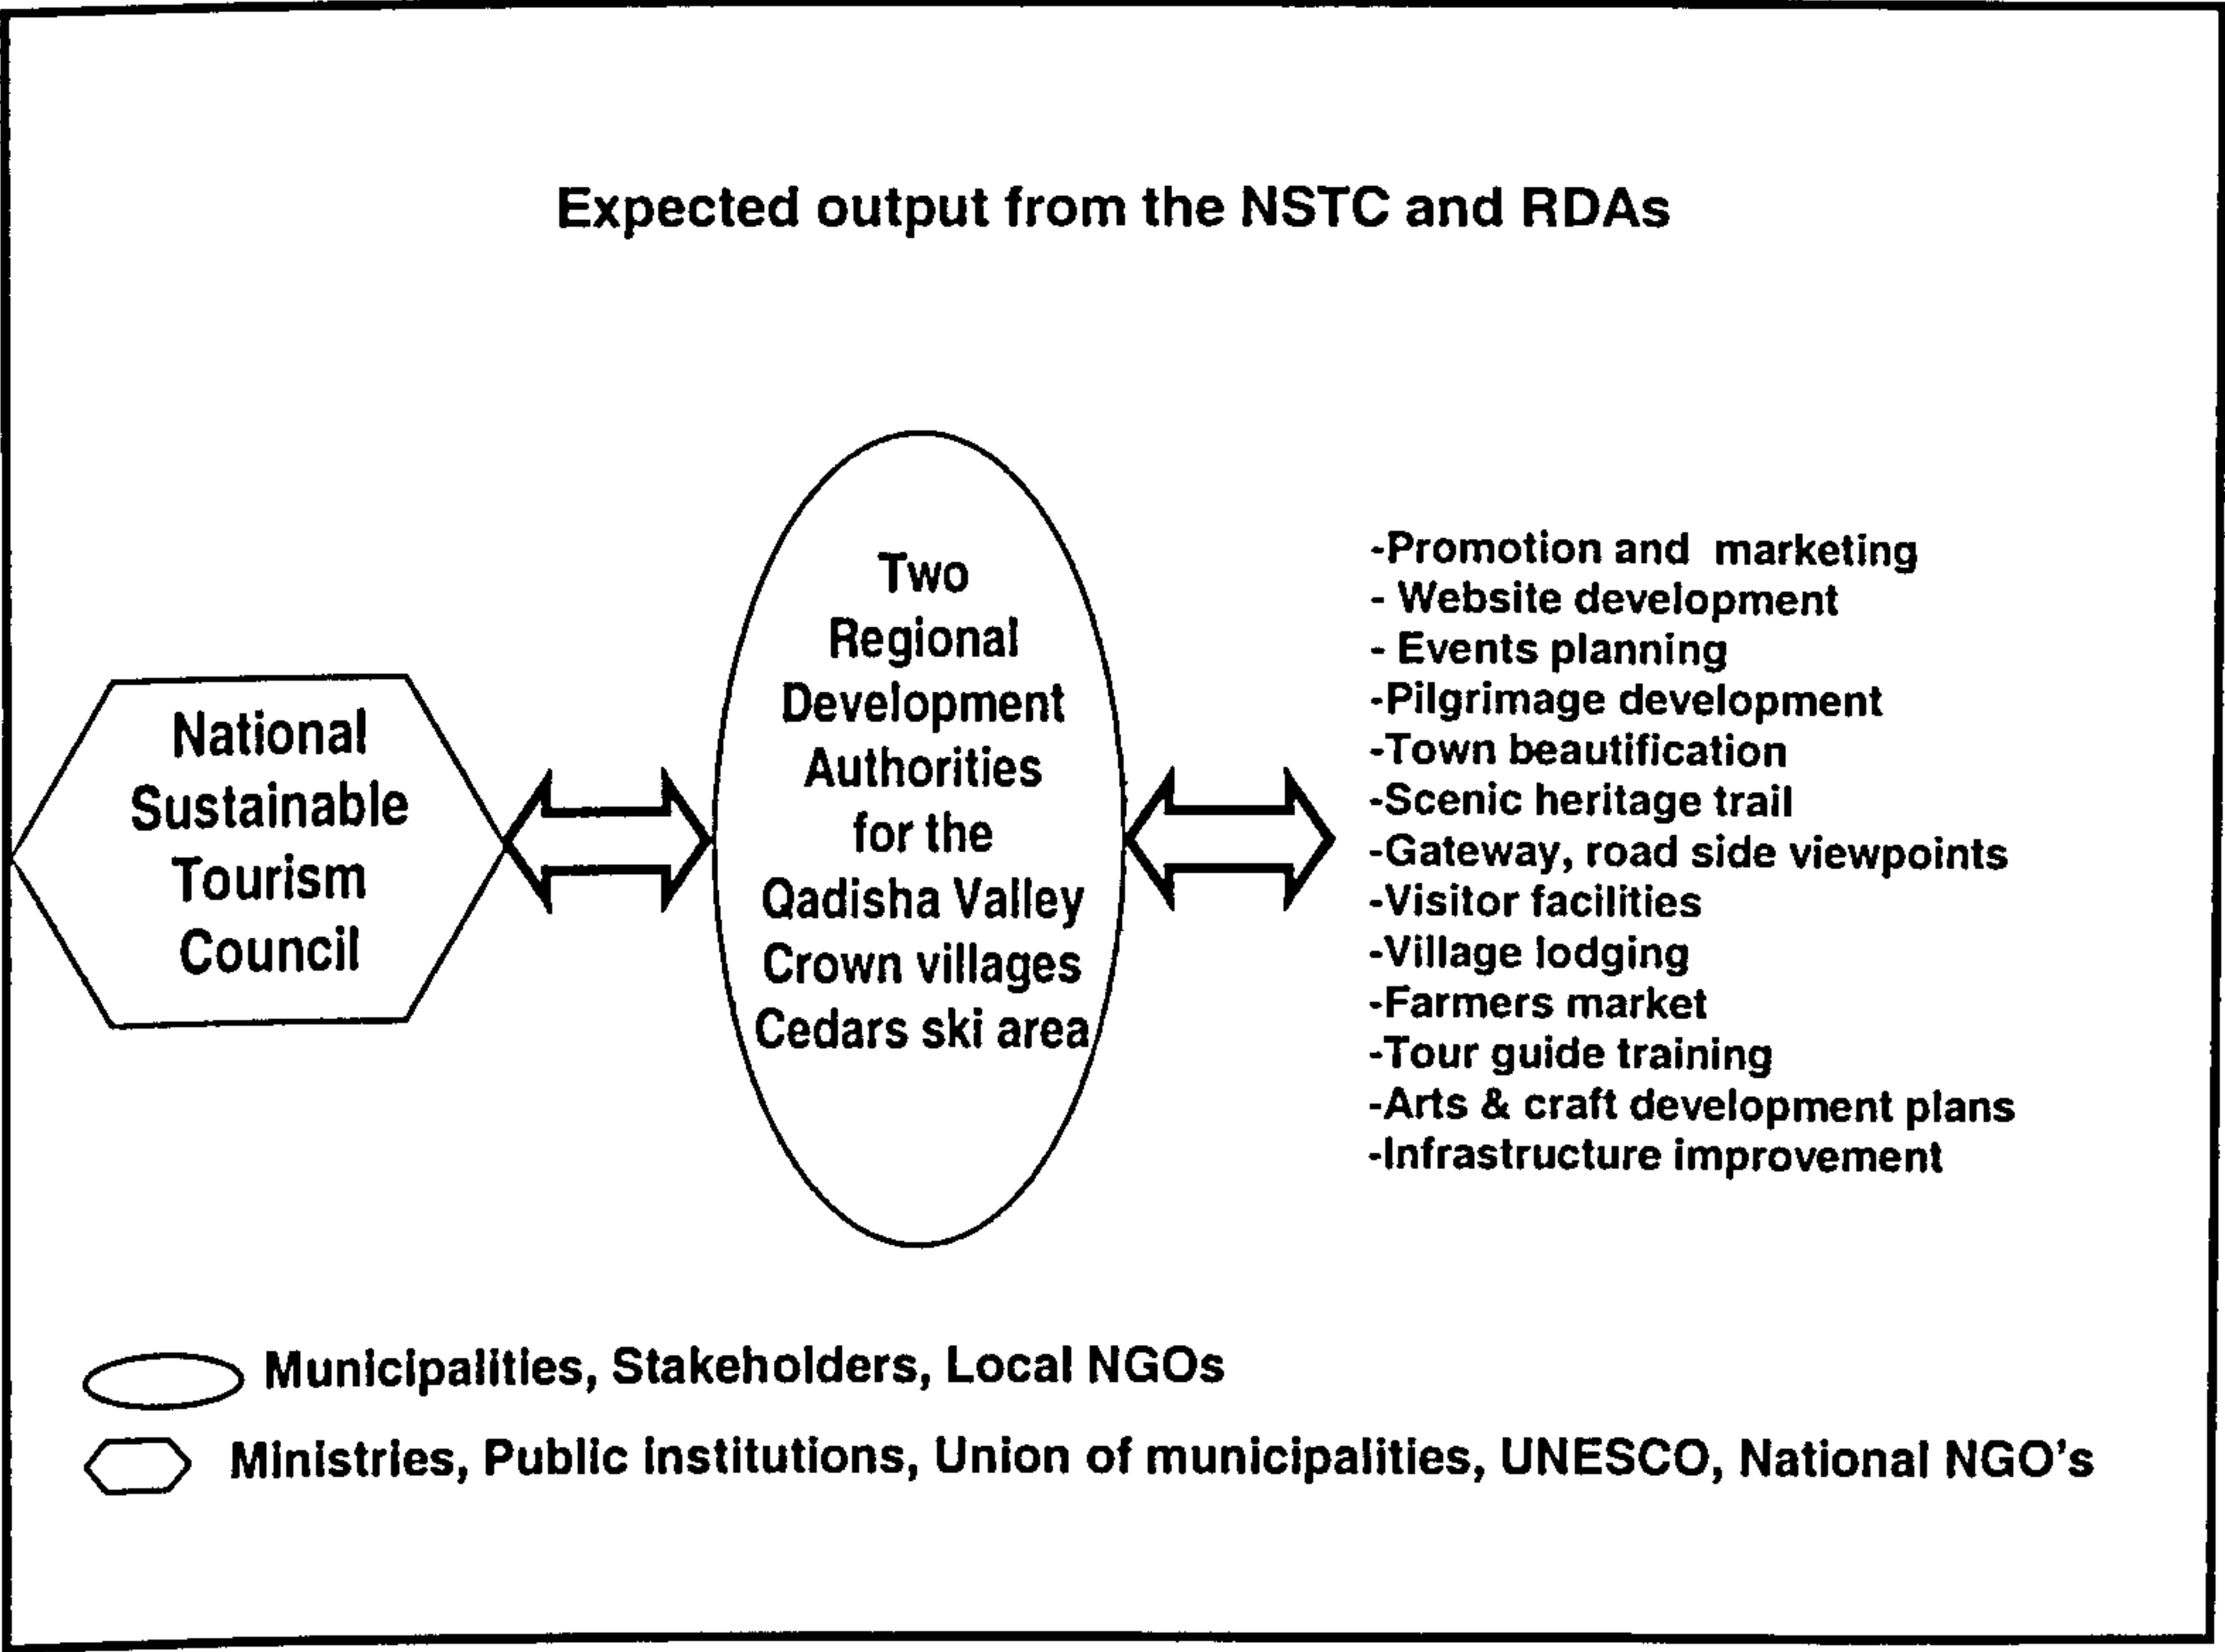 Expected output from the NSTC and RDAs
National
Sustainable
Tourism
Council
Two
Regional
Development
Authorities
for the
Qadisha Valley
Crown villages
Cedars ski area
-Promotion and marketing
- Website development
- Events planning
-Pilgrimage development
-Town beautification
-Scenic heritage trail
-Gateway, road side viewpoints
-Visitor facilities
-Village lodging
-Farmers market
-Tour guide training
-Arts & craft development plans
-Infrastructure improvement
Municipalities, Stakeholders, Local NGOs
Ministries, Public institutions, Union of municipalities, UNESCO, National NGO's